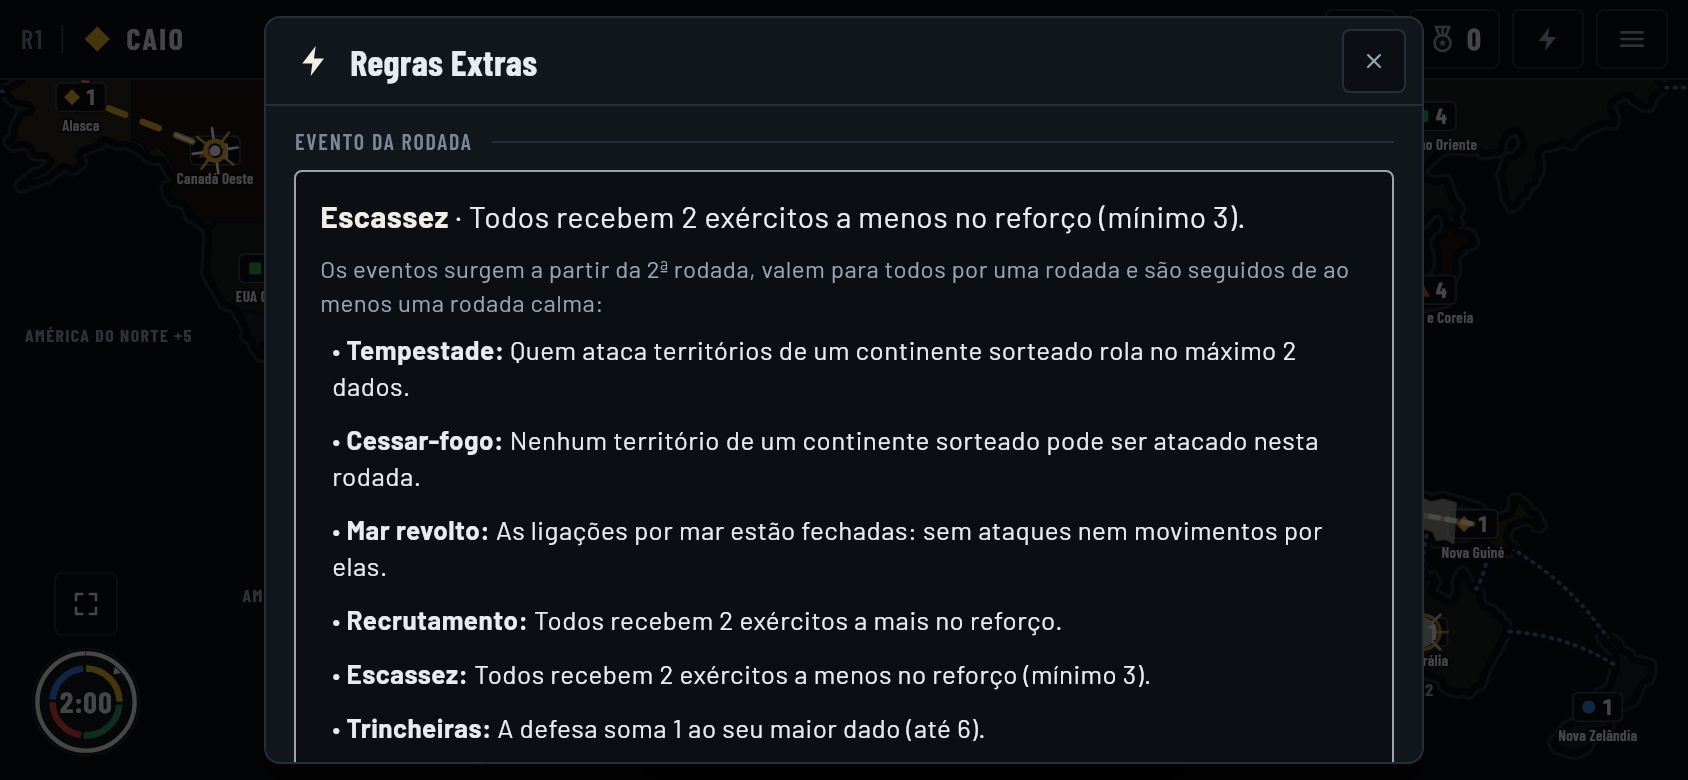 R1
CAIO
Regras Extras
0
EVENTO DA RODADA
Escassez · Todos recebem 2 exércitos a menos no reforço (mínimo 3).
Os eventos surgem a partir da 2ª rodada, valem para todos por uma rodada e são seguidos de ao
menos uma rodada calma:
• Tempestade: Quem ataca territórios de um continente sorteado rola no máximo 2
dados.
• Cessar-fogo: Nenhum território de um continente sorteado pode ser atacado nesta
rodada.
• Mar revolto: As ligações por mar estão fechadas: sem ataques nem movimentos por
elas.
• Recrutamento: Todos recebem 2 exércitos a mais no reforço.
• Escassez: Todos recebem 2 exércitos a menos no reforço (mínimo 3).
• Trincheiras: A defesa soma 1 ao seu maior dado (até 6).
1
Alasca
Canadá Oeste
EUA
AMÉRICA DO NORTE +5
AM
2:00
4
Oriente
4
e Coreia
1
Nova Guiné
2
1
Nova Zelândia